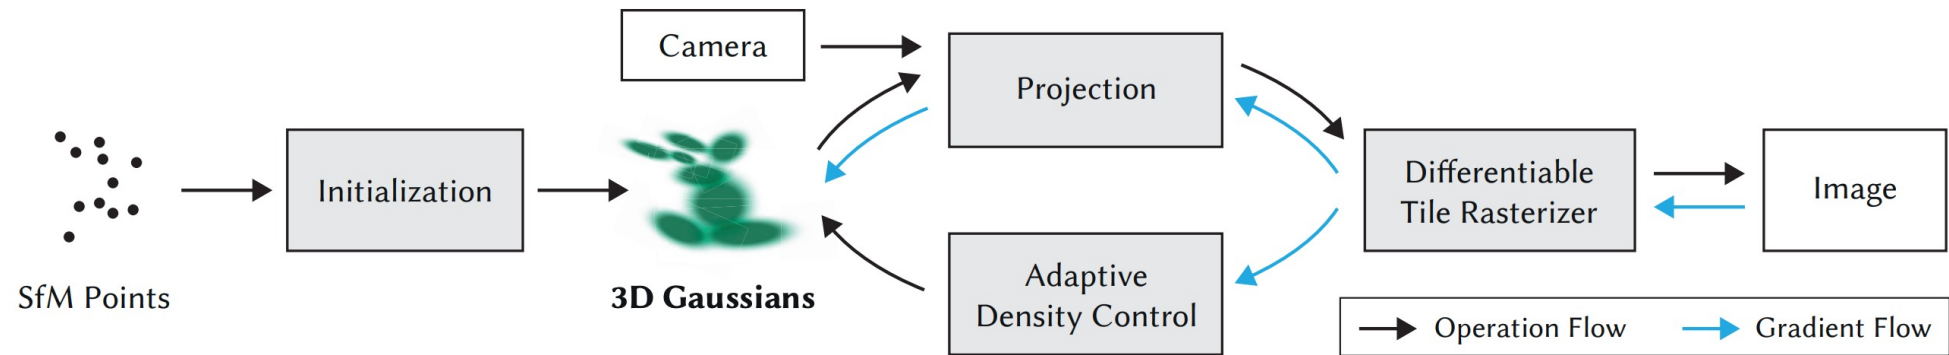 Camera
Projection
SfM Points
Initialization
3D Gaussians
Adaptive
Density Control
Differentiable
Tile Rasterizer
Image
Operation Flow
Gradient Flow